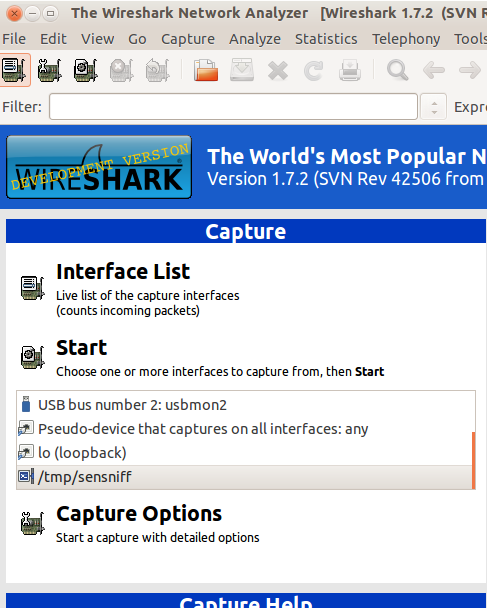 The Wireshark Network Analyzer [Wireshark 1.7.2 (SVN R
File Edit View Go Capture Analyze Statistics Telephony Tools
Filter: Expr
DEVELOPMENT VERSION
WIRESHARK
The World's Most Popular N
Version 1.7.2 (SVN Rev 42506 from
Capture
Interface List
Live list of the capture interfaces
(counts incoming packets)
Start
Choose one or more interfaces to capture from, then Start
USB bus number 2: usbmon2
Pseudo-device that captures on all interfaces: any
lo (loopback)
/tmp/sensniff
Capture Options
Start a capture with detailed options
Capture Help